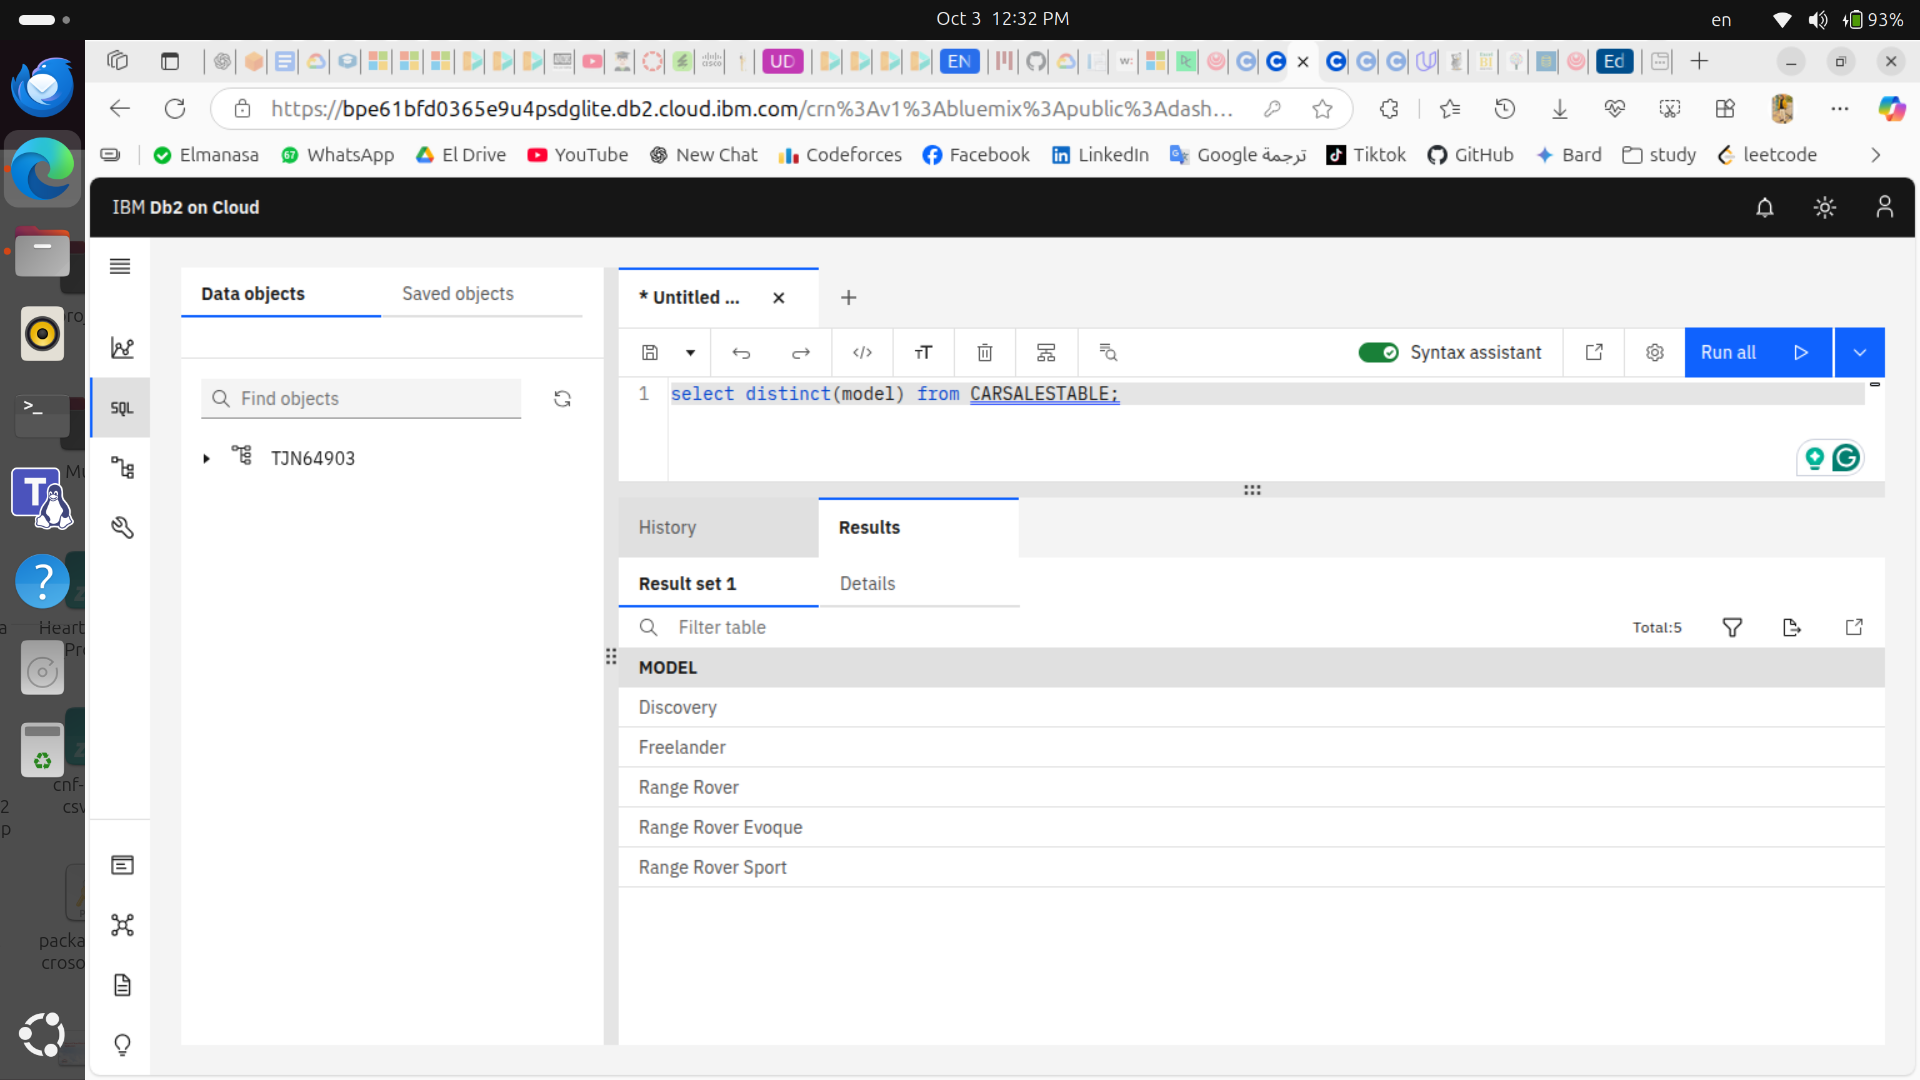 Oct 3 12:32 PM
en
93%
UD
EN
Ed
https://bpe61bfd0365e9u4psdglite.db2.cloud.ibm.com/crn%3Av1%3Abluemix%3Apublic%3Adash...
Elmanasa
WhatsApp
El Drive
YouTube
New Chat
Codeforces
Facebook
LinkedIn
ترجمة Google
Tiktok
GitHub
Bard
study
leetcode
IBM Db2 on Cloud
Data objects
Saved objects
* Untitled ...
Syntax assistant
Run all
SQL
Find objects
1 select distinct(model) from CARSALESTABLE;
TJN64903
History
Results
Result set 1
Details
Filter table
Total:5
MODEL
Discovery
Freelander
Range Rover
Range Rover Evoque
Range Rover Sport
Heart
Pr
cnf-
csv
2
p
packa
croso